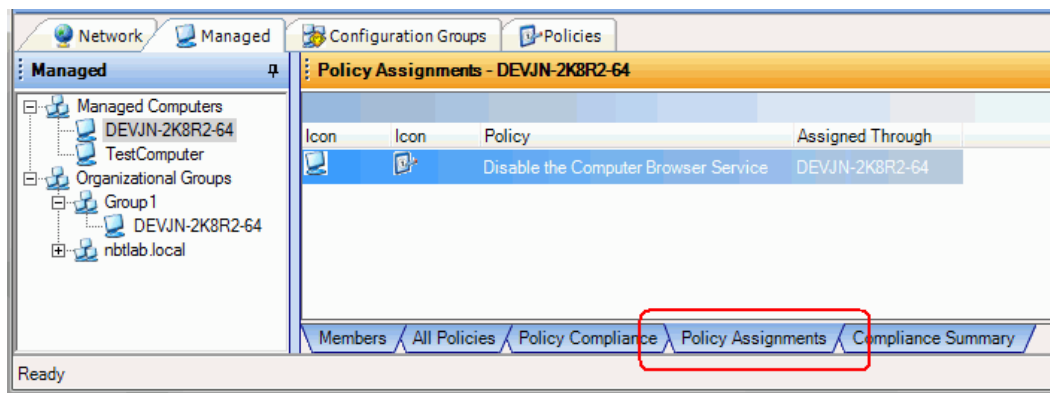 Network Managed Configuration Groups Policies
Managed
Policy Assignments - DEVJN-2K8R2-64
Managed Computers
DEVJN-2K8R2-64
TestComputer
Organizational Groups
Group1
DEVJN-2K8R2-64
nbtlab.local
Icon Icon Policy Assigned Through
Disable the Computer Browser Service DEVJN-2K8R2-64
Members All Policies Policy Compliance Policy Assignments Compliance Summary
Ready